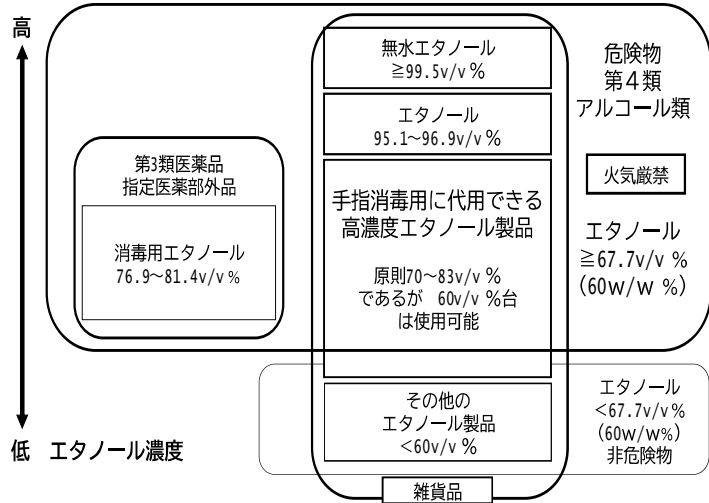 高
無水エタノール
≧99.5v/v %
エタノール
95.1～96.9v/v %
危険物
第４類
アルコール類
火気厳禁
エタノール
≧67.7v/v %
（60w/w %）
第3類医薬品
指定医薬部外品
消毒用エタノール
76.9～81.4v/v %
手指消毒用に代用できる
高濃度エタノール製品
原則70～83v/v %
であるが　60v/v %台
は使用可能
その他の
エタノール製品
<60v/v %
エタノール
<67.7v/v %
(60w/w%)
非危険物
低　エタノール濃度
雑貨品